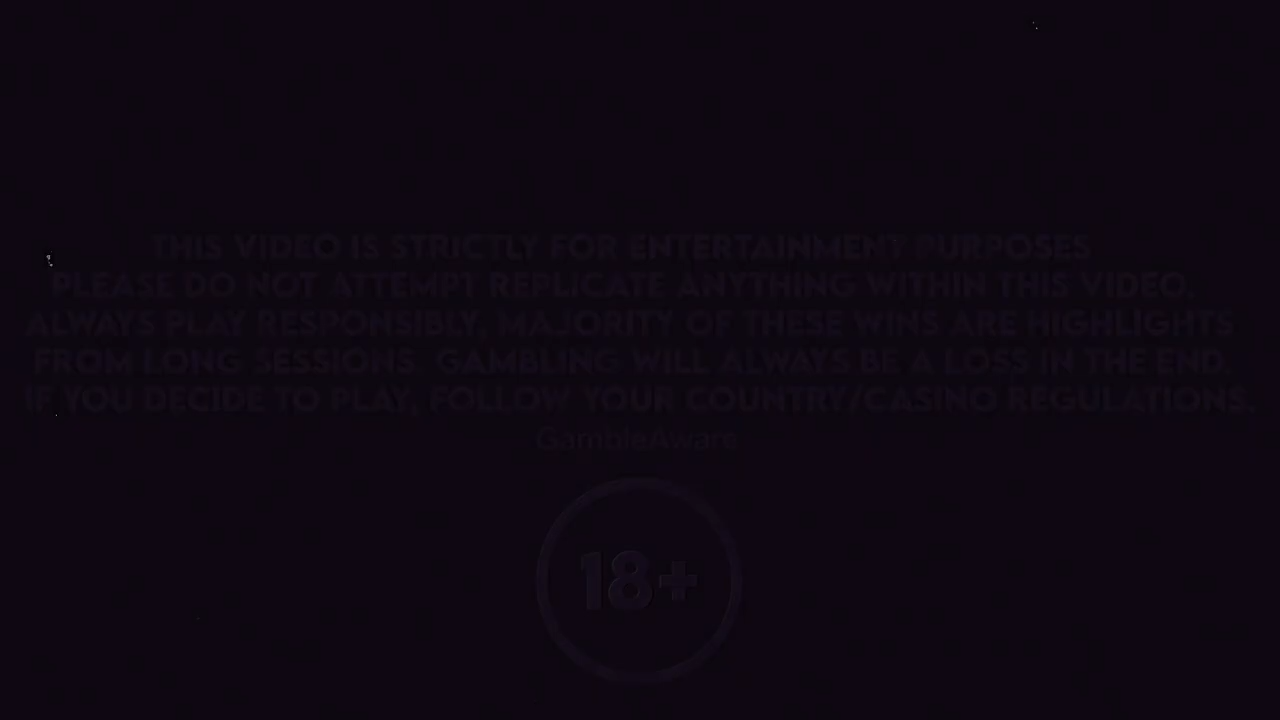 THIS VIDEO IS STRICTLY FOR ENTERTAINMENT PURPOSES
PLEASE DO NOT ATTEMPT REPLICATE ANYTHING WITHIN THIS VIDEO.
ALWAYS PLAY RESPONSIBLY, MAJORITY OF THESE WINS ARE HIGHLIGHTS
FROM LONG SESSIONS. GAMBLING WILL ALWAYS BE A LOSS IN THE END.
IF YOU DECIDE TO PLAY, FOLLOW YOUR COUNTRY/CASINO REGULATIONS.
GambleAware
18+